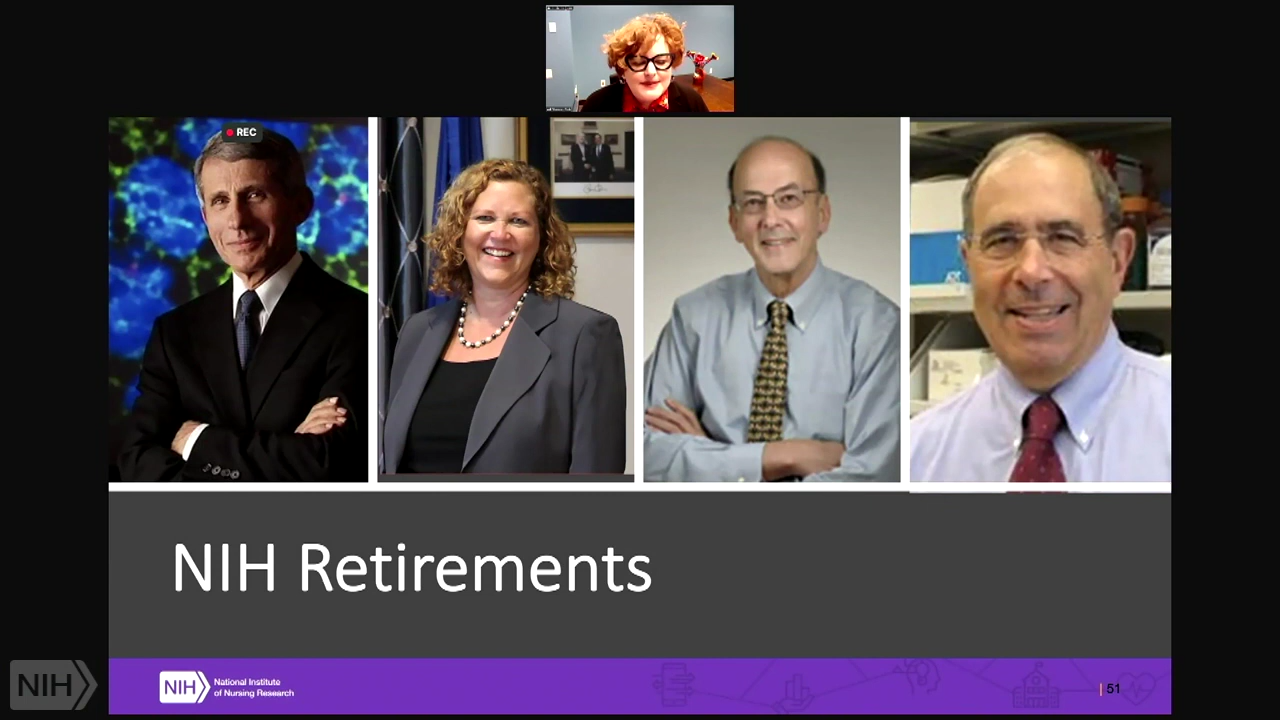 REC
NIH Retirements
NIH
NIH
National Institute
of Nursing Research
51